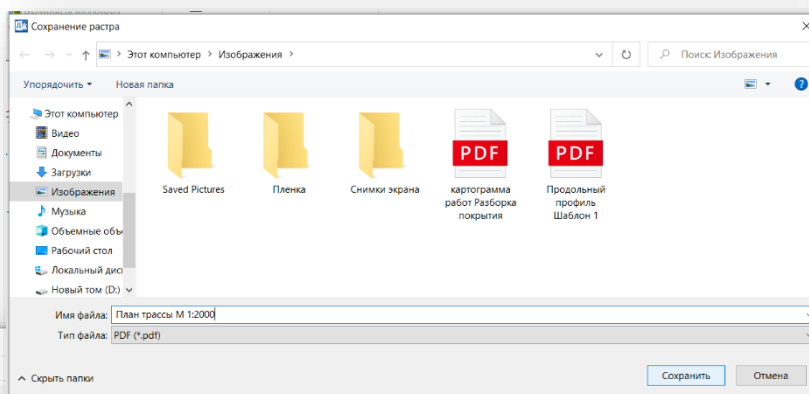 Сохранение растра
Этот компьютер > Изображения >
Поиск: Изображения
Упорядочить
Новая папка
Этот компьютер
Видео
Документы
Загрузки
Изображения
Музыка
Объемные объ
Рабочий стол
Локальный дис
Новый том (D:)
Saved Pictures
Пленка
Снимки экрана
PDF
картограмма
работ Разборка
покрытия
PDF
Продольный
профиль
Шаблон 1
Имя файла: План трассы М 1:2000
Тип файла: PDF (*.pdf)
Скрыть папки
Сохранить
Отмена